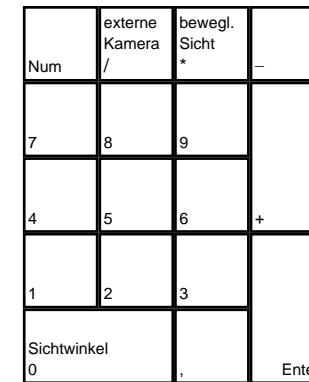 externe
Kamera
/
bewegl.
Sicht
*
Num
–
7
8
9
4
5
6
+
1
2
3
Sichtwinkel
0
,
Ente